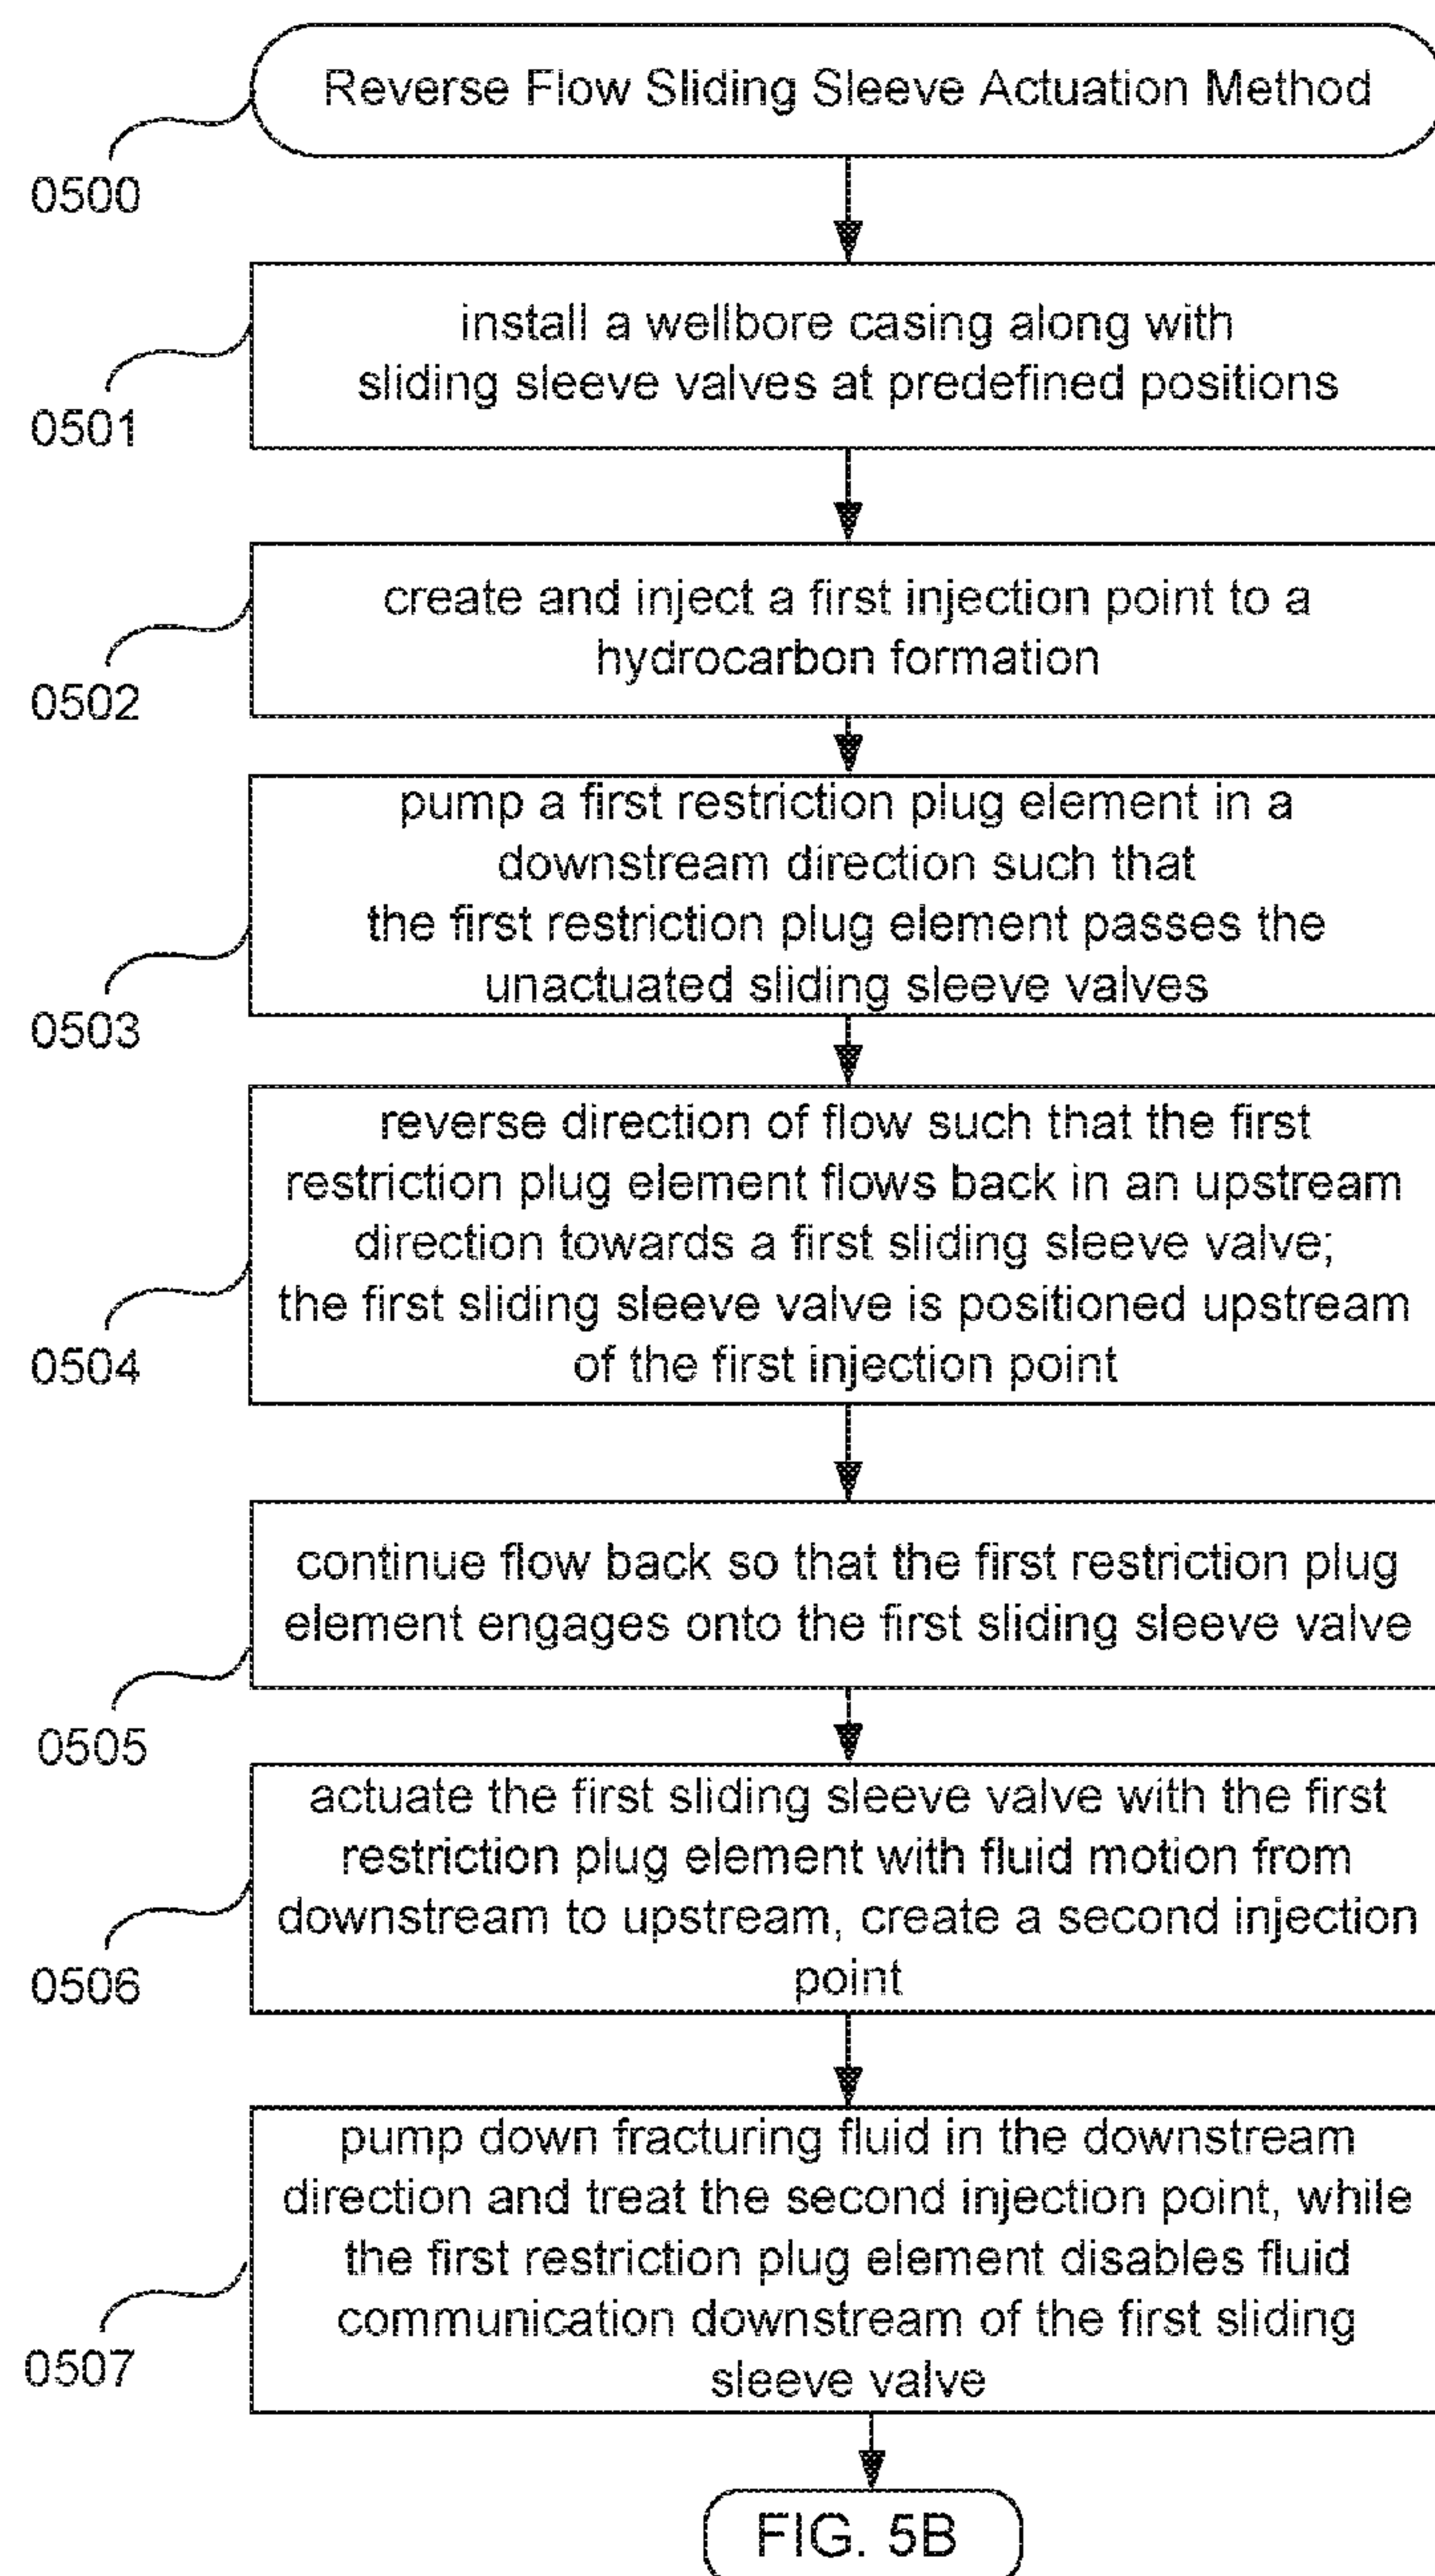 Reverse Flow Sliding Sleeve Actuation Method
0500
install a wellbore casing along with
sliding sleeve valves at predefined positions
0501
create and inject a first injection point to a
hydrocarbon formation
0502
pump a first restriction plug element in a
downstream direction such that
the first restriction plug element passes the
unactuated sliding sleeve valves
0503
reverse direction of flow such that the first
restriction plug element flows back in an upstream
direction towards a first sliding sleeve valve;
the first sliding sleeve valve is positioned upstream
of the first injection point
0504
continue flow back so that the first restriction plug
element engages onto the first sliding sleeve valve
0505
actuate the first sliding sleeve valve with the first
restriction plug element with fluid motion from
downstream to upstream, create a second injection
point
0506
pump down fracturing fluid in the downstream
direction and treat the second injection point, while
the first restriction plug element disables fluid
communication downstream of the first sliding
sleeve valve
0507
FIG. 5B